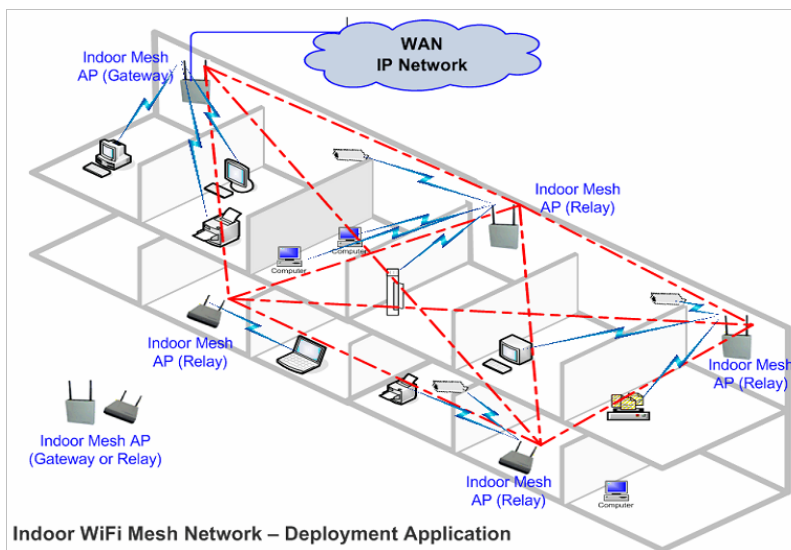 WAN
IP Network
Indoor Mesh
AP (Gateway)
Indoor Mesh
AP (Relay)
Computer
Computer
Indoor Mesh
AP (Relay)
Indoor Mesh
AP (Relay)
Indoor Mesh AP
(Gateway or Relay)
Indoor Mesh
AP (Relay)
Computer
Indoor WiFi Mesh Network – Deployment Application